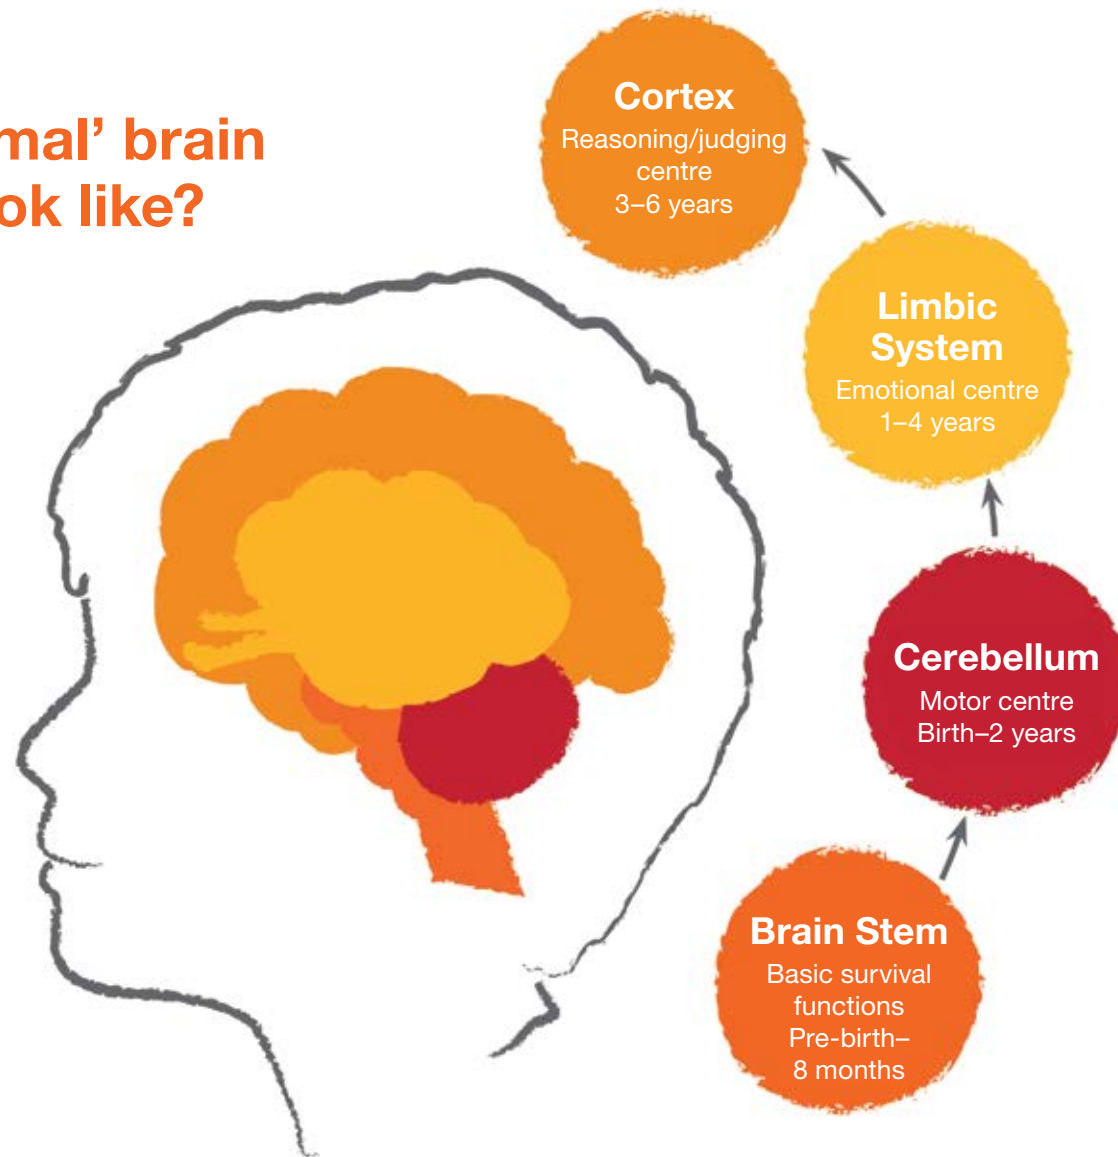 mal’ brain
ok like?
Cortex
Reasoning/judging
centre
3–6 years
Limbic
System
Emotional centre
1–4 years
Cerebellum
Motor centre
Birth–2 years
Brain Stem
Basic survival
functions
Pre-birth–
8 months